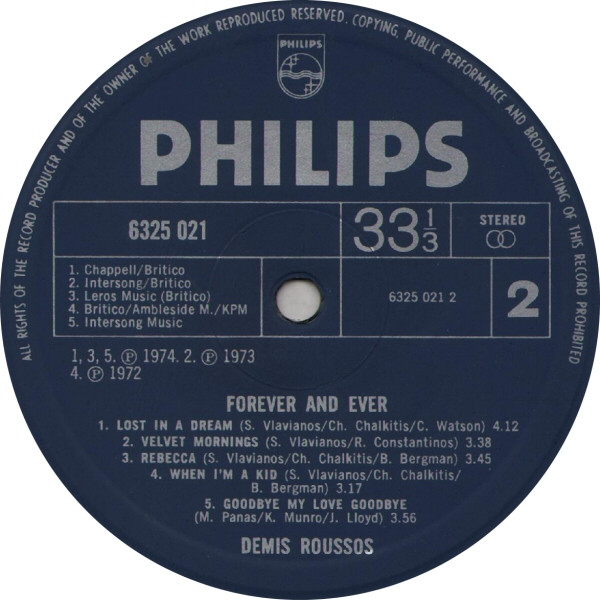 ALL RIGHTS OF THE RECORD PRODUCER AND OF THE OWNER OF THE WORK REPRODUCED RESERVED. COPYING, PUBLIC PERFORMANCE AND BROADCASTING OF THIS RECORD PROHIBITED
PHILIPS
PHILIPS
6325 021
33 1/3
STEREO
1. Chappell/Britico
2. Intersong/Britico
3. Leros Music (Britico)
4. Britico/Ambleside M./KPM
5. Intersong Music
6325 021 2
2
1, 3, 5. Ⓟ 1974. 2. Ⓟ 1973
4. Ⓟ 1972
FOREVER AND EVER
1. LOST IN A DREAM (S. Vlavianos/Ch. Chalkitis/C. Watson) 4.12
2. VELVET MORNINGS (S. Vlavianos/R. Constantinos) 3.38
3. REBECCA (S. Vlavianos/Ch. Chalkitis/B. Bergman) 3.45
4. WHEN I'M A KID (S. Vlavianos/Ch. Chalkitis/
B. Bergman) 3.17
5. GOODBYE MY LOVE GOODBYE
(M. Panas/K. Munro/J. Lloyd) 3.56
DEMIS ROUSSOS